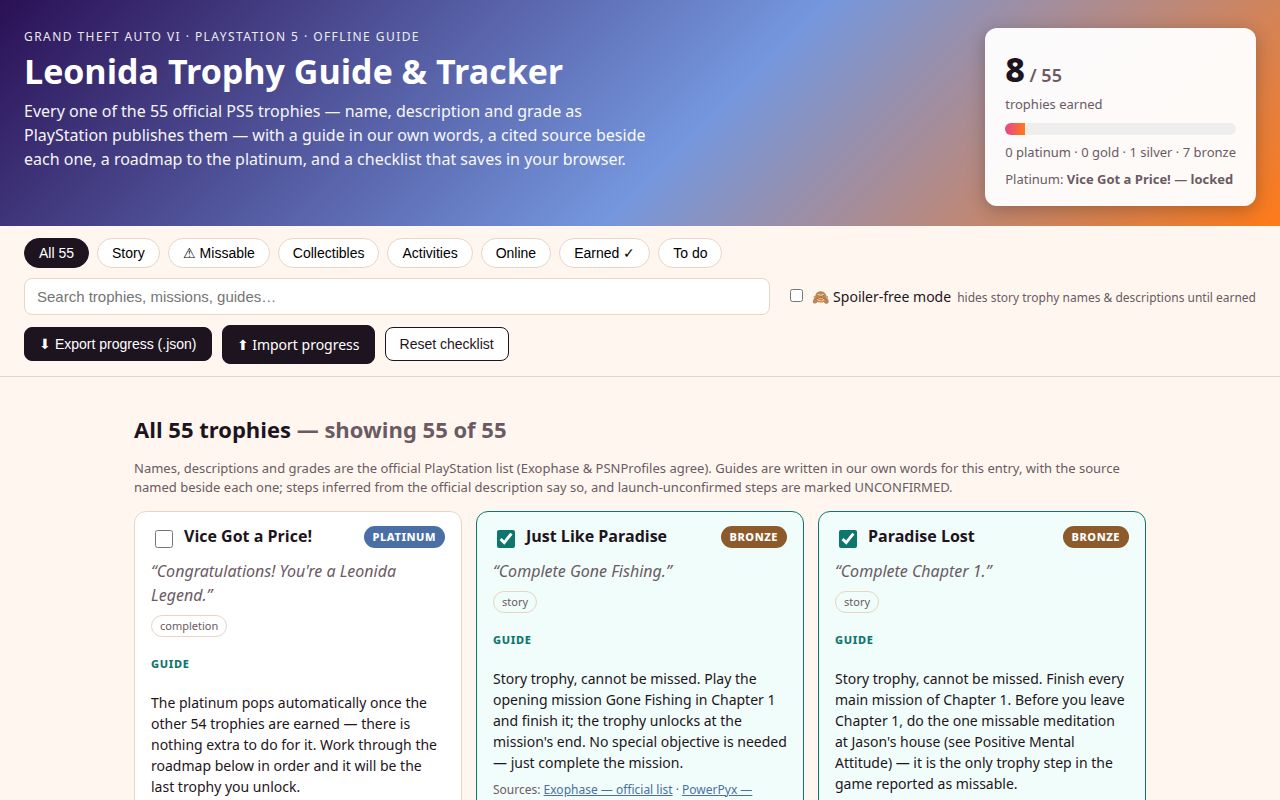 GRAND THEFT AUTO VI · PLAYSTATION 5 · OFFLINE GUIDE
Leonida Trophy Guide & Tracker
Every one of the 55 official PS5 trophies — name, description and grade as
PlayStation publishes them — with a guide in our own words, a cited source beside
each one, a roadmap to the platinum, and a checklist that saves in your browser.
8 / 55
trophies earned
0 platinum · 0 gold · 1 silver · 7 bronze
Platinum: Vice Got a Price! — locked
All 55
Story
⚠ Missable
Collectibles
Activities
Online
Earned ✓
To do
Search trophies, missions, guides…
🙈 Spoiler-free mode hides story trophy names & descriptions until earned
⬇ Export progress (.json)
⬆ Import progress
Reset checklist
All 55 trophies — showing 55 of 55
Names, descriptions and grades are the official PlayStation list (Exophase & PSNProfiles agree). Guides are written in our own words for this entry, with the source
named beside each one; steps inferred from the official description say so, and launch-unconfirmed steps are marked UNCONFIRMED.
Vice Got a Price!
PLATINUM
“Congratulations! You're a Leonida
Legend.”
completion
GUIDE
The platinum pops automatically once the
other 54 trophies are earned — there is
nothing extra to do for it. Work through the
roadmap below in order and it will be the
last trophy you unlock.
Just Like Paradise
BRONZE
“Complete Gone Fishing.”
story
GUIDE
Story trophy, cannot be missed. Play the
opening mission Gone Fishing in Chapter 1
and finish it; the trophy unlocks at the
mission's end. No special objective is needed
— just complete the mission.
Sources: Exophase — official list · PowerPyx —
Paradise Lost
BRONZE
“Complete Chapter 1.”
story
GUIDE
Story trophy, cannot be missed. Finish every
main mission of Chapter 1. Before you leave
Chapter 1, do the one missable meditation
at Jason's house (see Positive Mental
Attitude) — it is the only trophy step in the
game reported as missable.